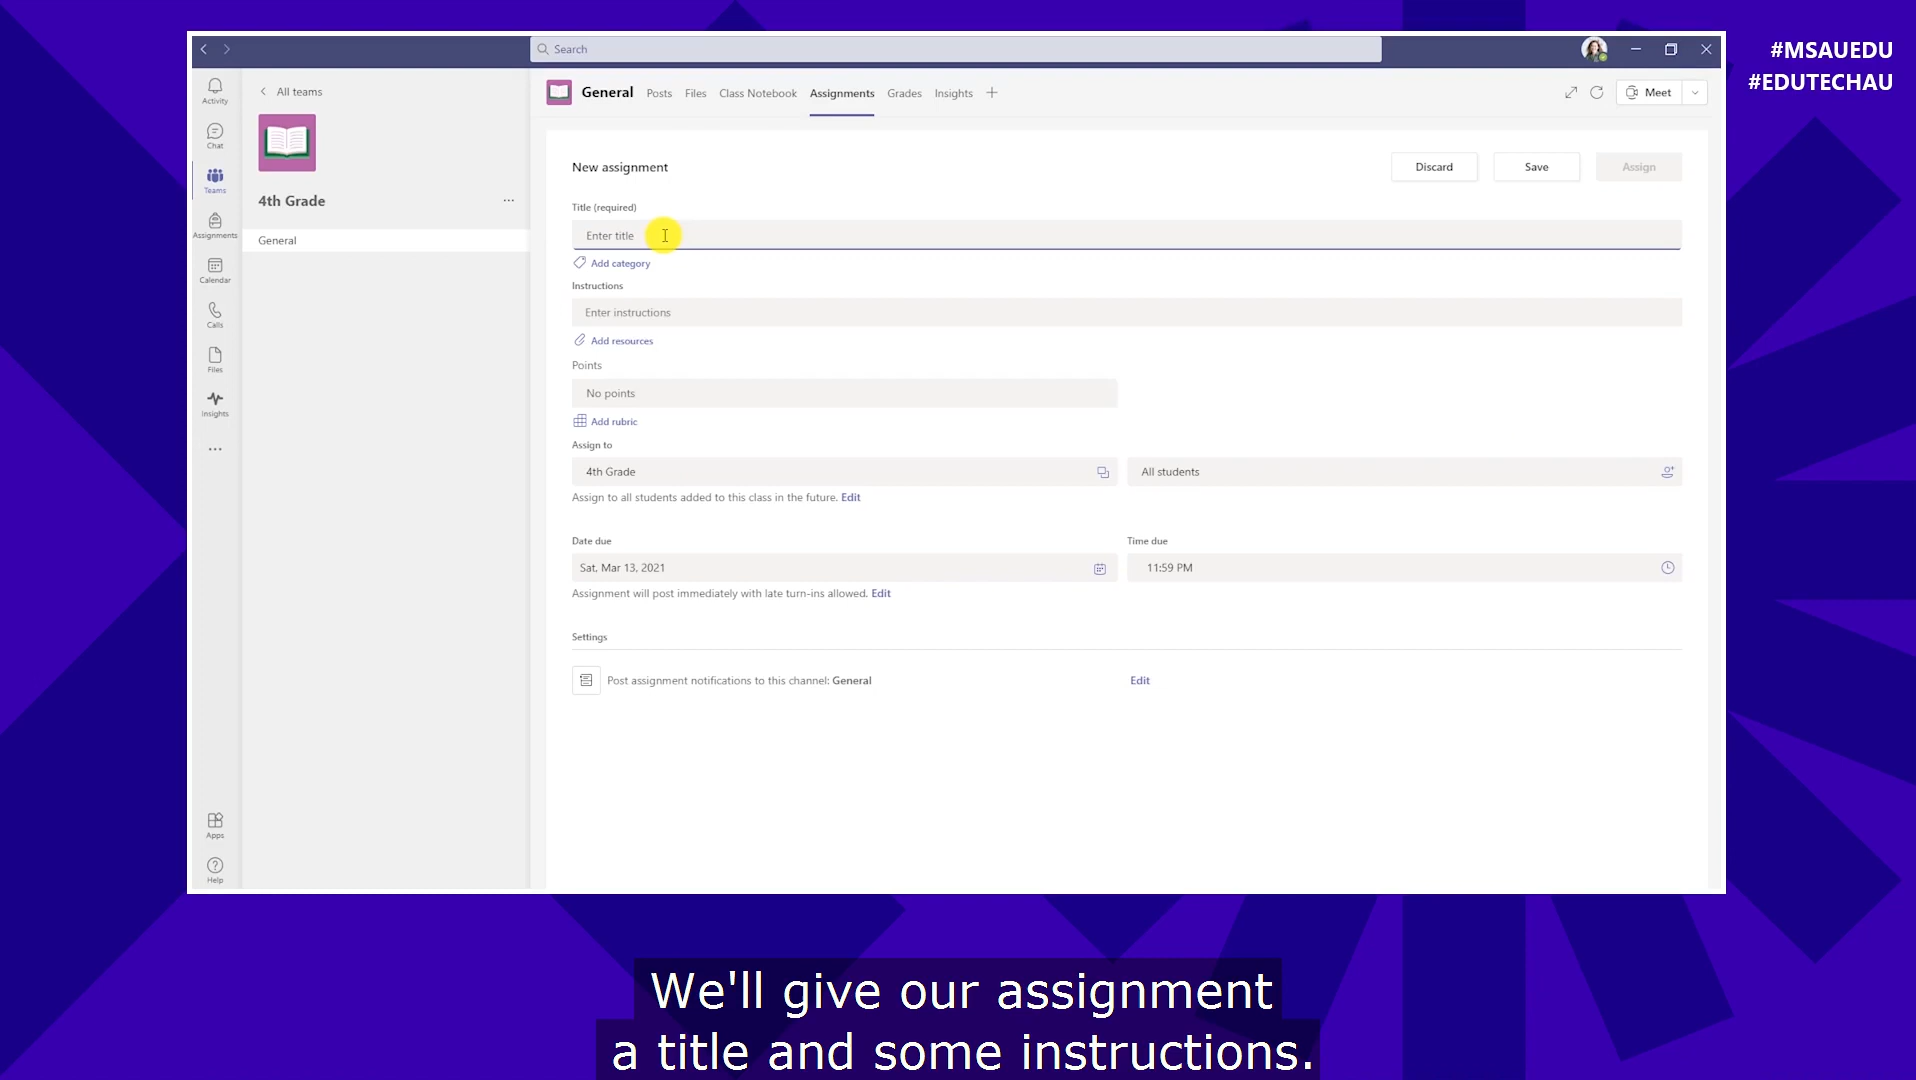 #MSAUEDU
#EDUTECHAU
Search
Activity
Chat
Teams
Assignments
Calendar
Calls
Files
Insights
Apps
Help
All teams
4th Grade
General
General Posts Files Class Notebook Assignments Grades Insights
Meet
New assignment
Discard Save Assign
Title (required)
Enter title
Add category
Instructions
Enter instructions
Add resources
Points
No points
Add rubric
Assign to
4th Grade All students
Assign to all students added to this class in the future. Edit
Date due Time due
Sat, Mar 13, 2021 11:59 PM
Assignment will post immediately with late turn-ins allowed. Edit
Settings
Post assignment notifications to this channel: General Edit
We'll give our assignment
a title and some instructions.